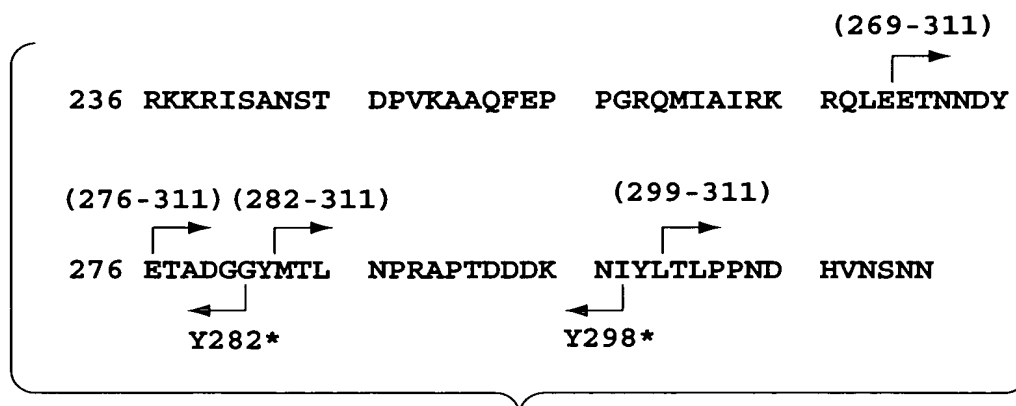 (269-311)
236 RKKRISANST DPVKAAQFEP PGRQMIAIRK RQLEETNNDY
(276-311) (282-311) (299-311)
276 ETADGGYMTL NPRAPTDDDK NIYLTLPPND HVNSNN
Y282* Y298*